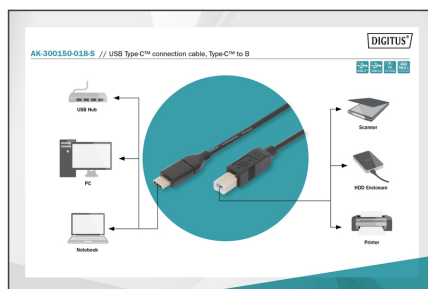 DIGITUS®
AK-300150-018-S // USB Type-C™ connection cable, Type-C™ to B
USB Hub
Scanner
PC
HDD Enclosure
Notebook
Printer